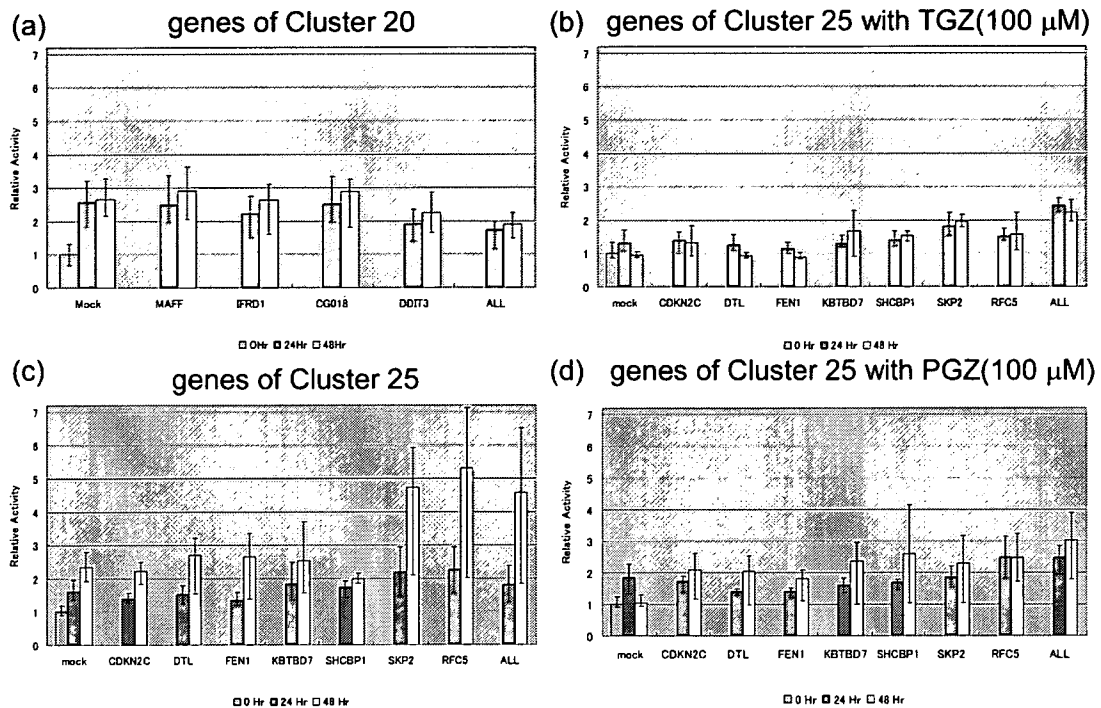 (a) genes of Cluster 20
Relative Activity
7
6
5
4
3
2
1
0
Mock MAFF IFRD1 CG018 DDIT3 ALL
0Hr 24Hr 48Hr
(b) genes of Cluster 25 with TGZ(100 μM)
Relative Activity
7
6
5
4
3
2
1
0
mock CDKN2C DTL FEN1 KBTBD7 SHCBP1 SKP2 RFC5 ALL
0 Hr 24 Hr 48 Hr
(c) genes of Cluster 25
Relative Activity
7
6
5
4
3
2
1
0
mock CDKN2C DTL FEN1 KBTBD7 SHCBP1 SKP2 RFC5 ALL
0 Hr 24 Hr 48 Hr
(d) genes of Cluster 25 with PGZ(100 μM)
Relative Activity
7
6
5
4
3
2
1
0
mock CDKN2C DTL FEN1 KBTBD7 SHCBP1 SKP2 RFC5 ALL
0 Hr 24 Hr 48 Hr